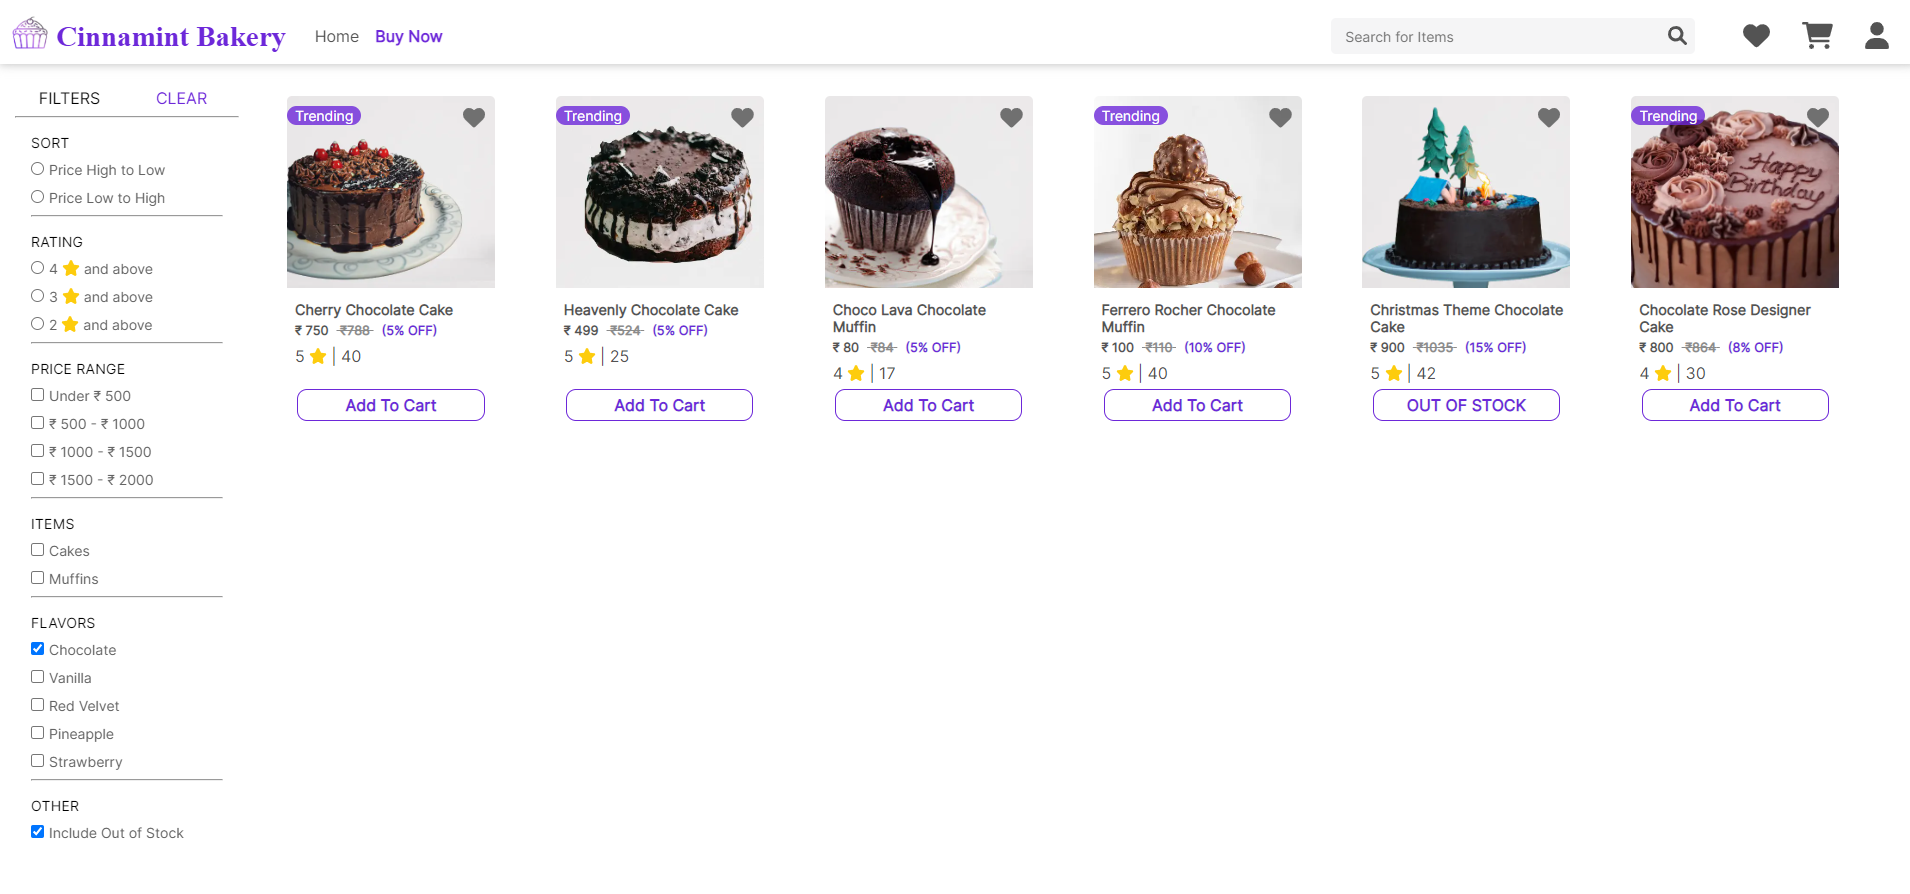 Cinnamint Bakery
Home
Buy Now
Search for Items
FILTERS
CLEAR
SORT
Price High to Low
Price Low to High
RATING
4 and above
3 and above
2 and above
PRICE RANGE
Under ₹ 500
₹ 500 - ₹ 1000
₹ 1000 - ₹ 1500
₹ 1500 - ₹ 2000
ITEMS
Cakes
Muffins
FLAVORS
Chocolate
Vanilla
Red Velvet
Pineapple
Strawberry
OTHER
Include Out of Stock
Trending
Cherry Chocolate Cake
₹ 750 ₹788 (5% OFF)
5 | 40
Add To Cart
Trending
Heavenly Chocolate Cake
₹ 499 ₹524 (5% OFF)
5 | 25
Add To Cart
Choco Lava Chocolate
Muffin
₹ 80 ₹84 (5% OFF)
4 | 17
Add To Cart
Trending
Ferrero Rocher Chocolate
Muffin
₹ 100 ₹110 (10% OFF)
5 | 40
Add To Cart
Christmas Theme Chocolate
Cake
₹ 900 ₹1035 (15% OFF)
5 | 42
OUT OF STOCK
Trending
Happy
Birthday
Chocolate Rose Designer
Cake
₹ 800 ₹864 (8% OFF)
4 | 30
Add To Cart